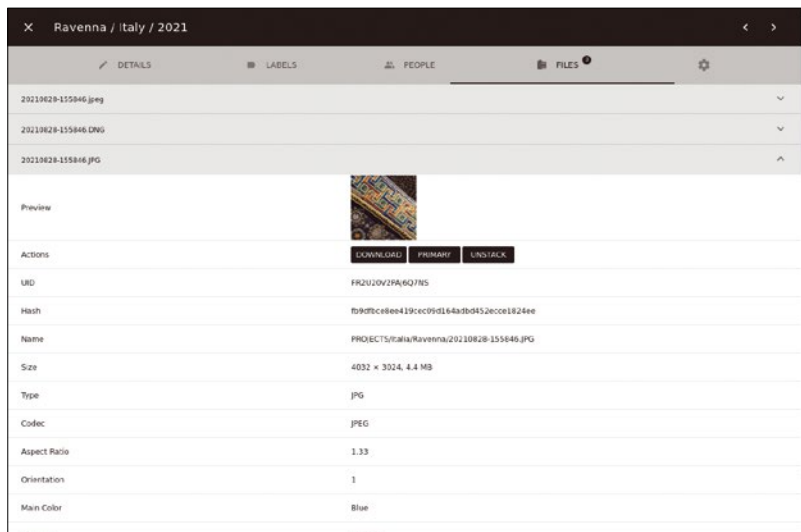 Ravenna / Italy / 2021
DETAILS
LABELS
PEOPLE
FILES 3
20210828-155846.jpeg
20210828-155846.DNG
20210828-155846.JPG
Preview
Actions DOWNLOAD PRIMARY UNSTACK
UID
Hash
Name PROJECTS/Italia/Ravenna/20210828-155846.JPG
Size 4032 × 3024, 4.4 MB
Type JPG
Codec JPEG
Aspect Ratio 1.33
Orientation 1
Main Color Blue